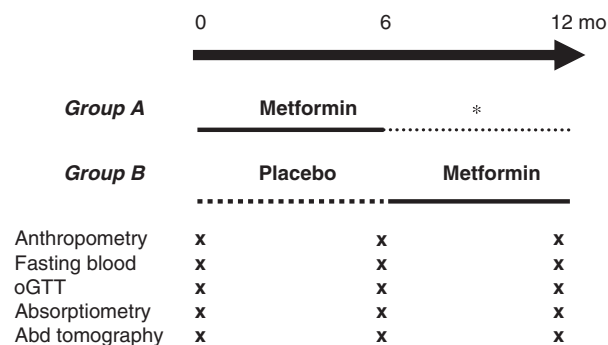 0 6 12 mo
Group A Metformin *
Group B Placebo Metformin
Anthropometry x x x
Fasting blood x x x
oGTT x x x
Absorptiometry x x x
Abd tomography x x x